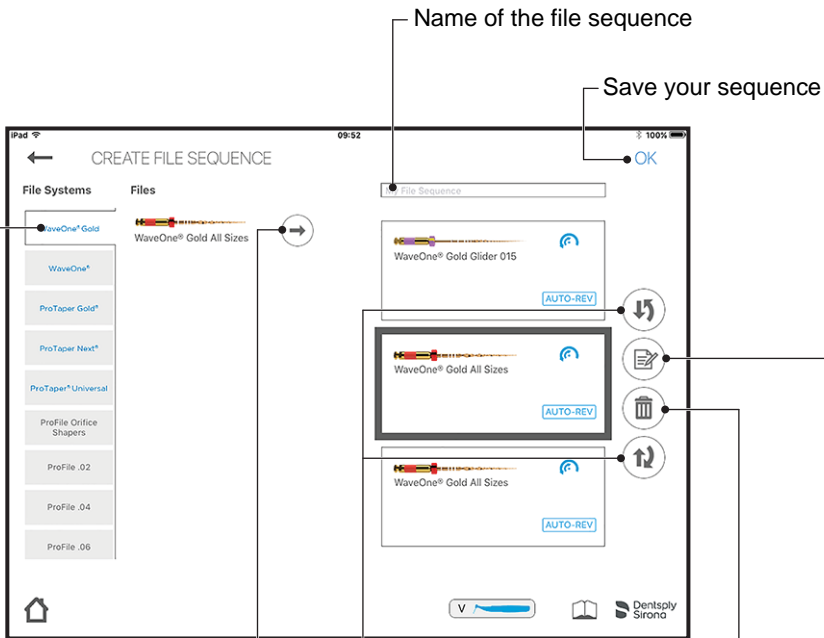 Name of the file sequence
Save your sequence
iPad 09:52 100%
CREATE FILE SEQUENCE OK
File Systems Files
My File Sequence
WaveOne® Gold
WaveOne® Gold All Sizes
WaveOne® Gold Glider 015
WaveOne®
AUTO-REV
ProTaper Gold®
ProTaper Next®
WaveOne® Gold All Sizes
ProTaper® Universal
AUTO-REV
ProFile Orifice
Shapers
ProFile .02
WaveOne® Gold All Sizes
ProFile .04
AUTO-REV
ProFile .06
V
Dentsply
Sirona